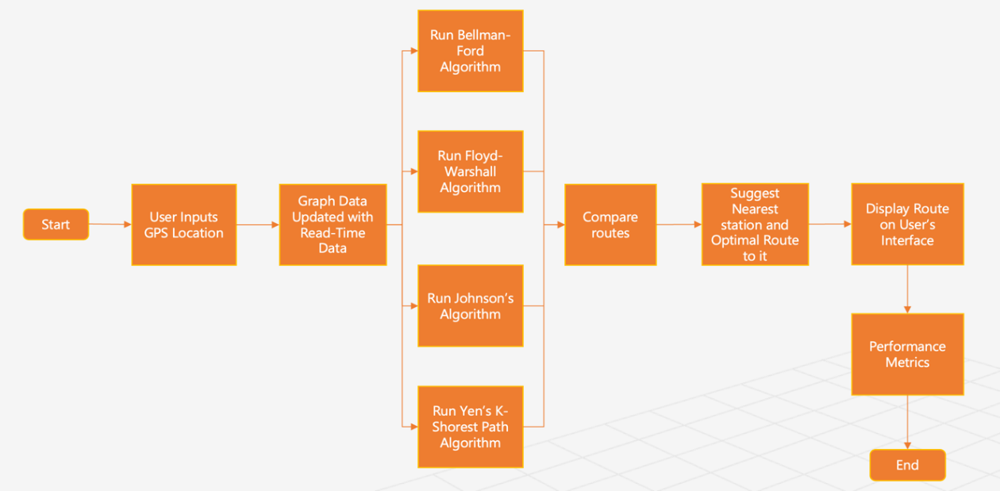 Start
User Inputs
GPS Location
Graph Data
Updated with
Read-Time
Data
Run Bellman-
Ford
Algorithm
Run Floyd-
Warshall
Algorithm
Run Johnson's
Algorithm
Run Yen's K-
Shorest Path
Algorithm
Compare
routes
Suggest
Nearest
station and
Optimal Route
to it
Display Route
on User's
Interface
Performance
Metrics
End